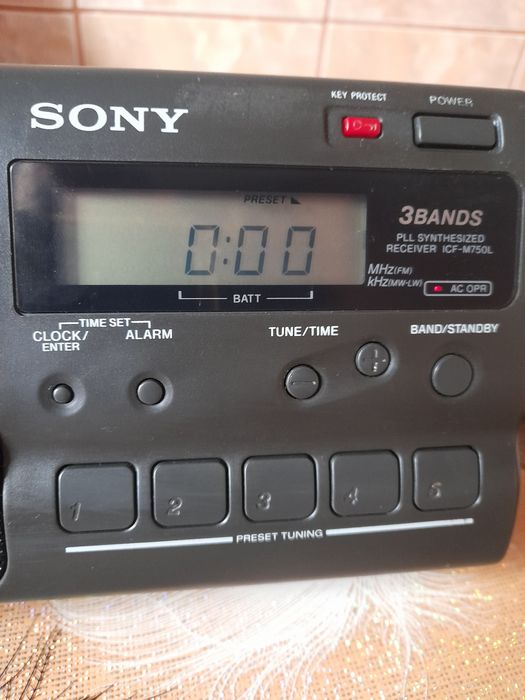 KEY PROTECT
POWER
SONY
PRESET
0:00
3BANDS
PLL SYNTHESIZED
RECEIVER ICF-M750L
MHz(FM)
kHz(MW·LW)
AC OPR
BATT
TIME SET
CLOCK/
ENTER
ALARM
TUNE/TIME
BAND/STANDBY
− +
1 2 3 4 5
PRESET TUNING